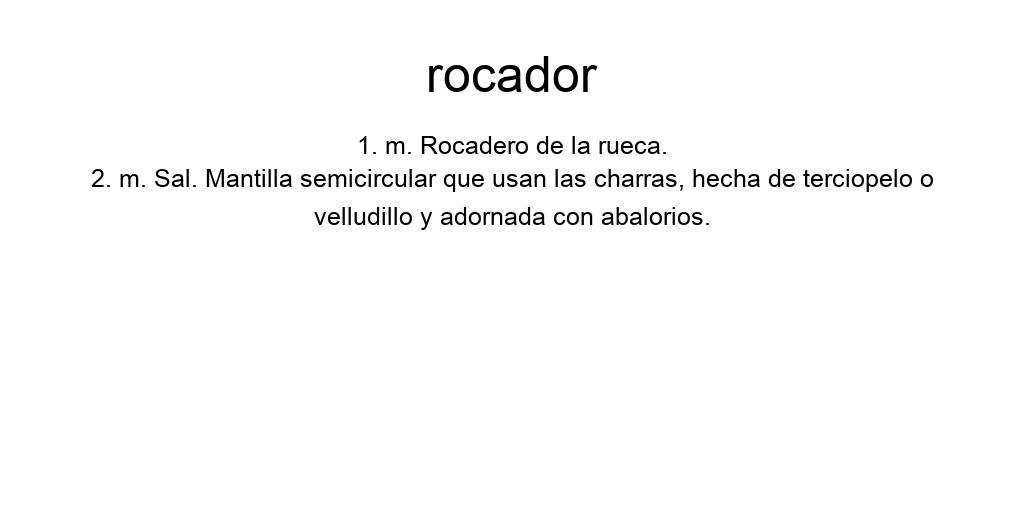 rocador
1. m. Rocadero de la rueca.
2. m. Sal. Mantilla semicircular que usan las charras, hecha de terciopelo o
velludillo y adornada con abalorios.